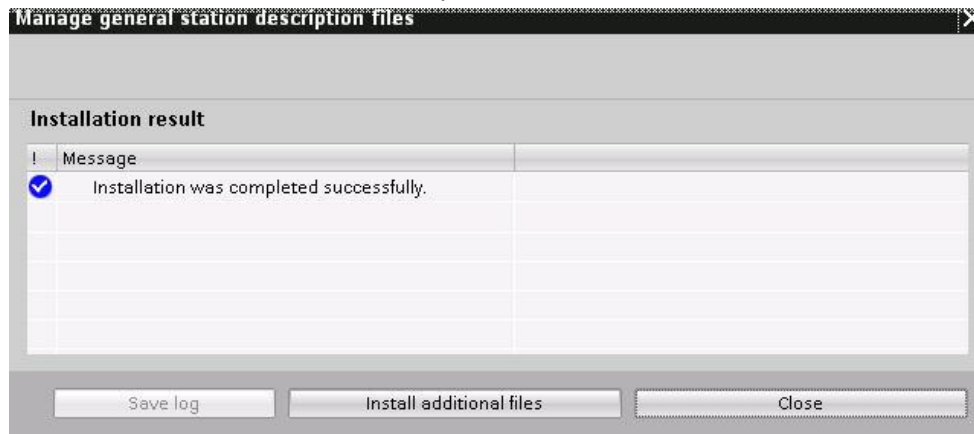 Manage general station description files
Installation result
! Message
Installation was completed successfully.
Save log Install additional files Close